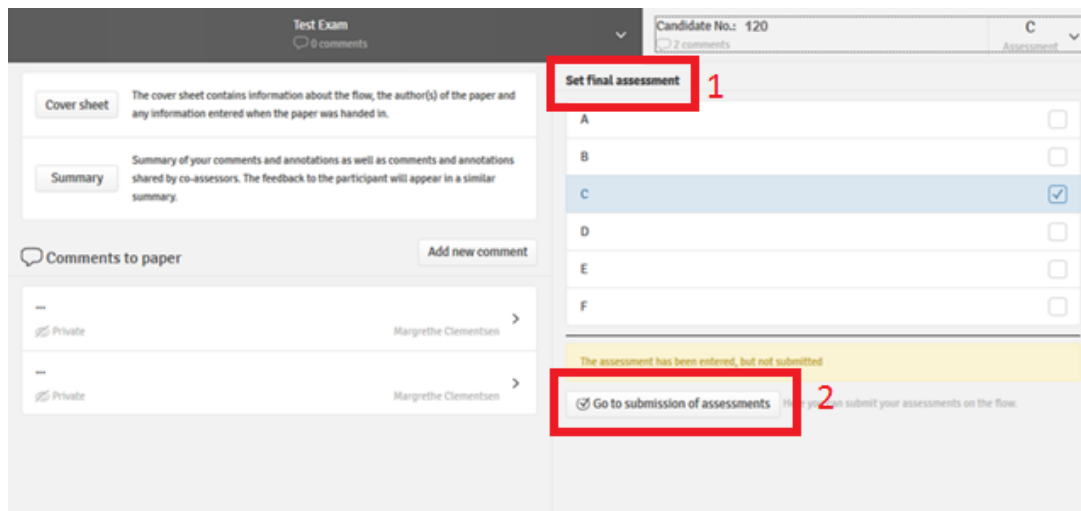 Test Exam
0 comments
Candidate No.: 120
2 comments
C
Assessment
Cover sheet
The cover sheet contains information about the flow, the author(s) of the paper and
any information entered when the paper was handed in.
Summary
Summary of your comments and annotations as well as comments and annotations
shared by co-assessors. The feedback to the participant will appear in a similar
summary.
Comments to paper
Add new comment
...
Private
Margrethe Clementsen
...
Private
Margrethe Clementsen
Set final assessment
1
A
B
C
D
E
F
The assessment has been entered, but not submitted
Go to submission of assessments
2
you can submit your assessments on the flow.